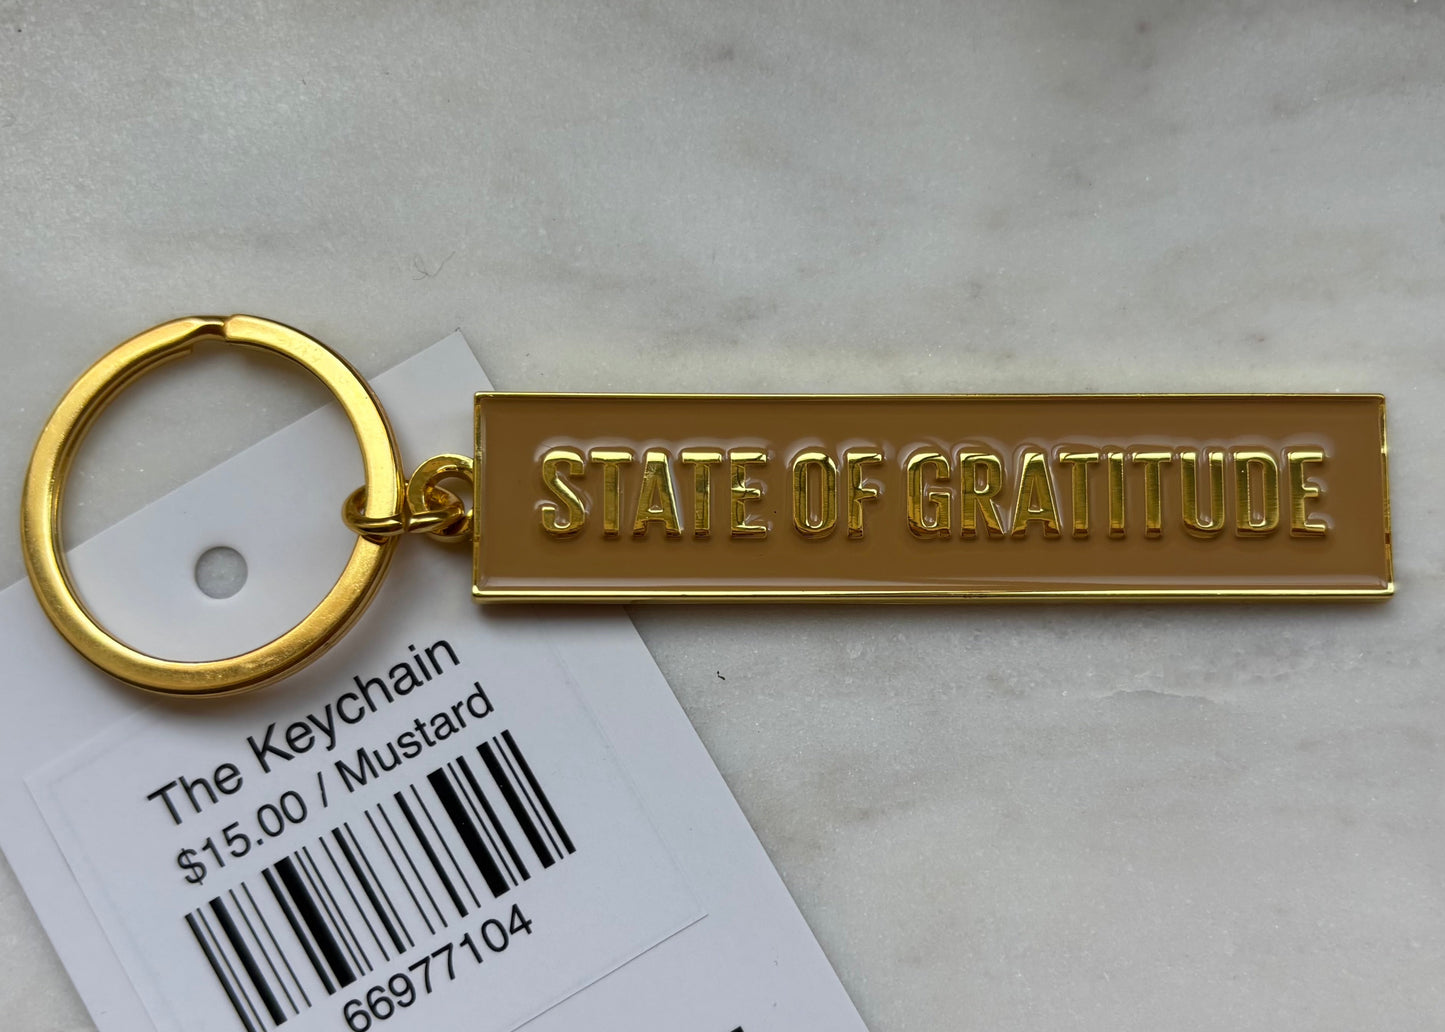 STATE OF GRATITUDE
The Keychain
$15.00 / Mustard
66977104